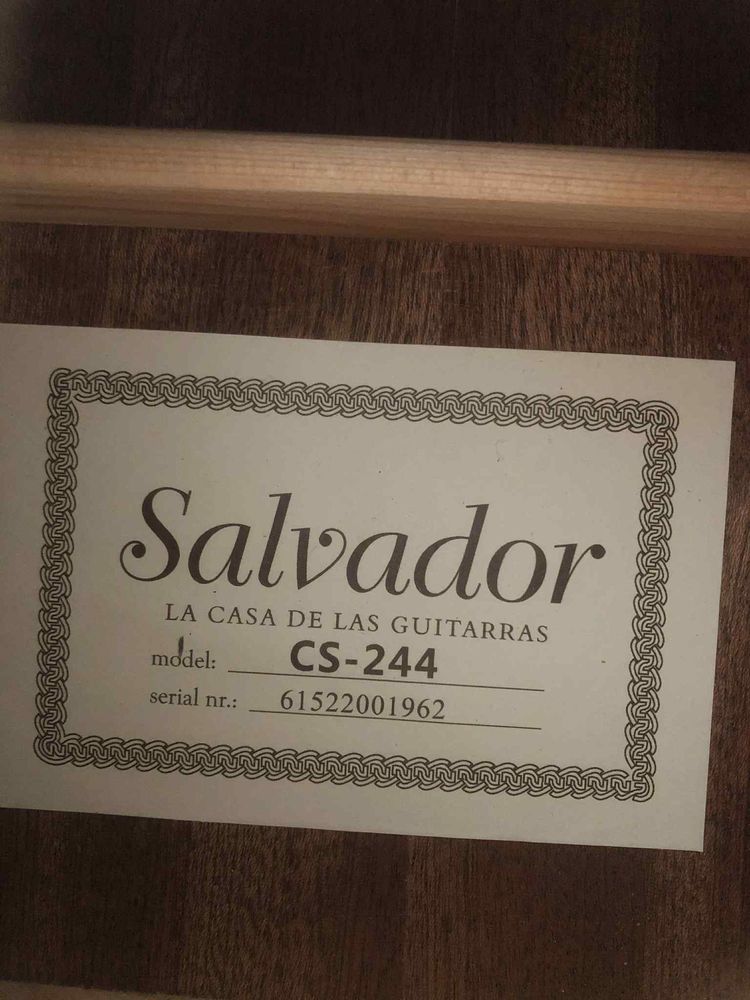 Salvador
LA CASA DE LAS GUITARRAS
model: CS-244
serial nr.: 61522001962